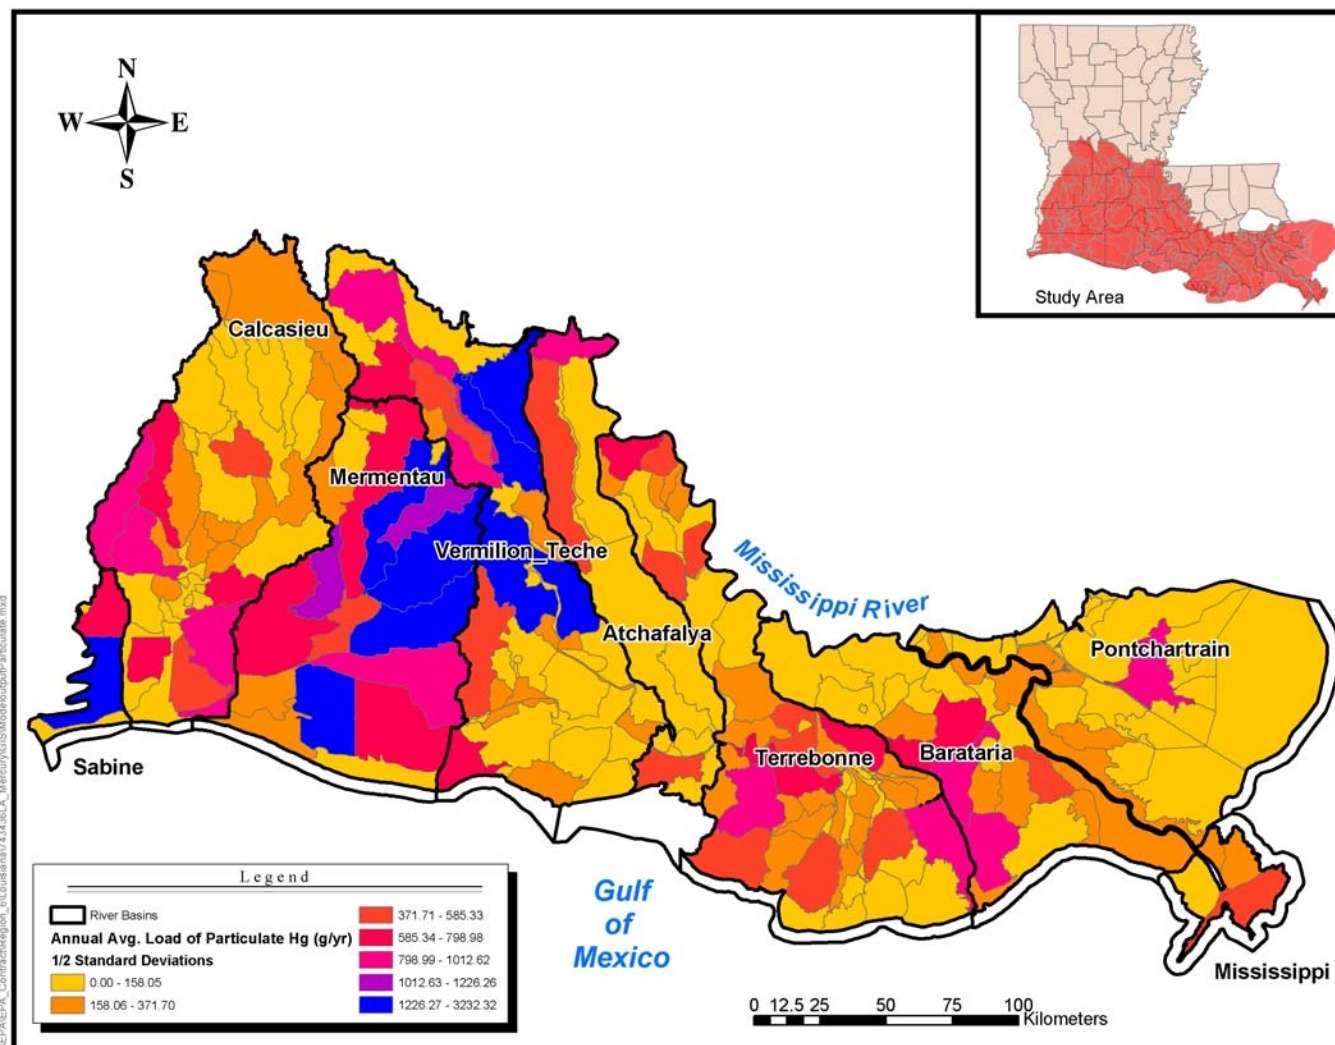 N
W E
S
Study Area
Calcasieu
Mermentau
Vermilion_Teche
Mississippi River
Atchafalya
Pontchartrain
Terrebonne
Barataria
Sabine
Gulf
of
Mexico
Mississippi
Legend
River Basins
Annual Avg. Load of Particulate Hg (g/yr)
1/2 Standard Deviations
0.00 - 158.05
158.06 - 371.70
371.71 - 585.33
585.34 - 798.98
798.99 - 1012.62
1012.63 - 1226.26
1226.27 - 3232.32
0 12.5 25 50 75 100
Kilometers